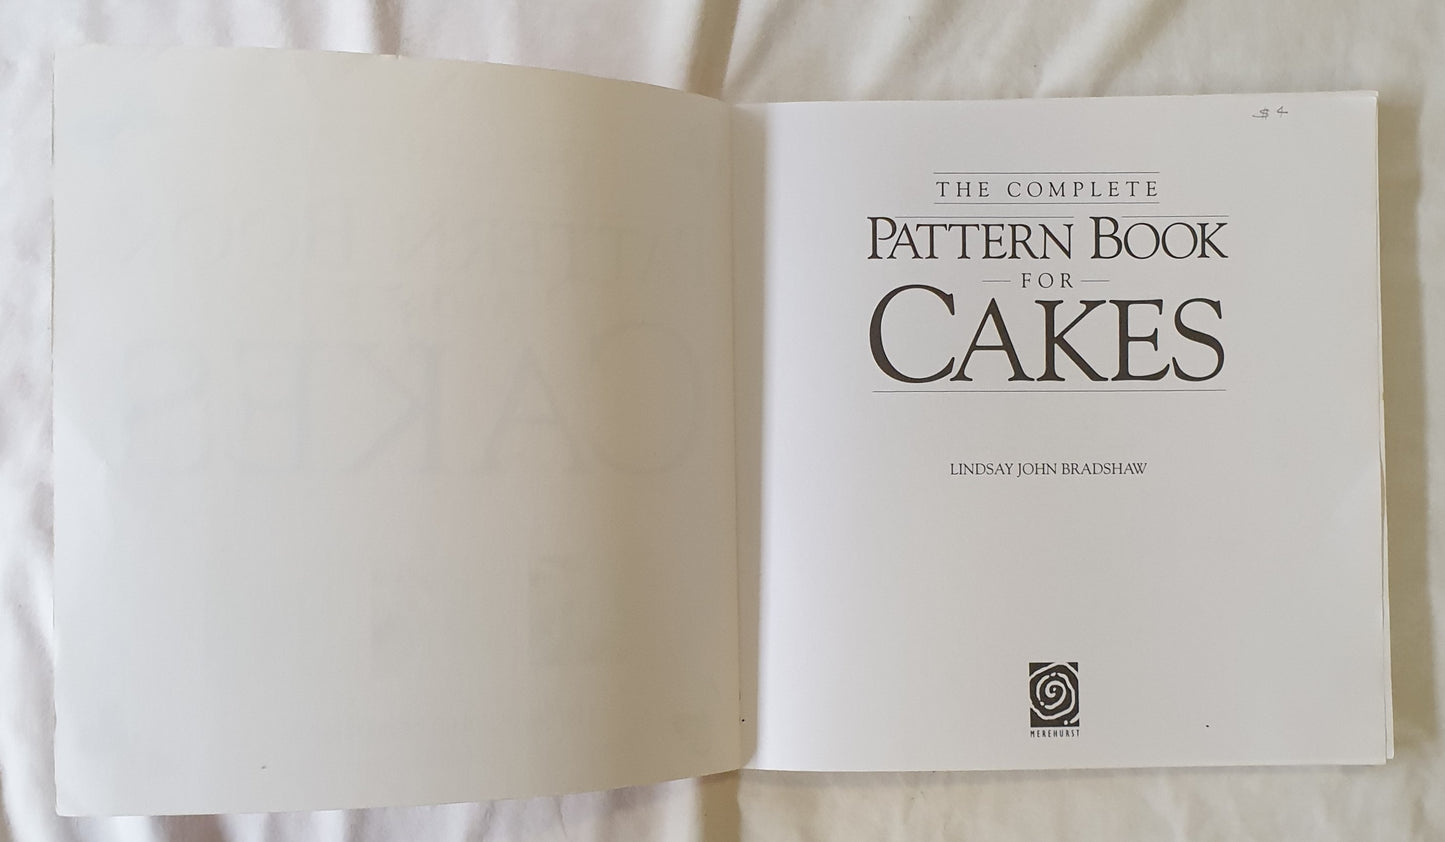 $ 4
THE COMPLETE
PATTERN BOOK
FOR
CAKES
LINDSAY JOHN BRADSHAW
MEREHURST